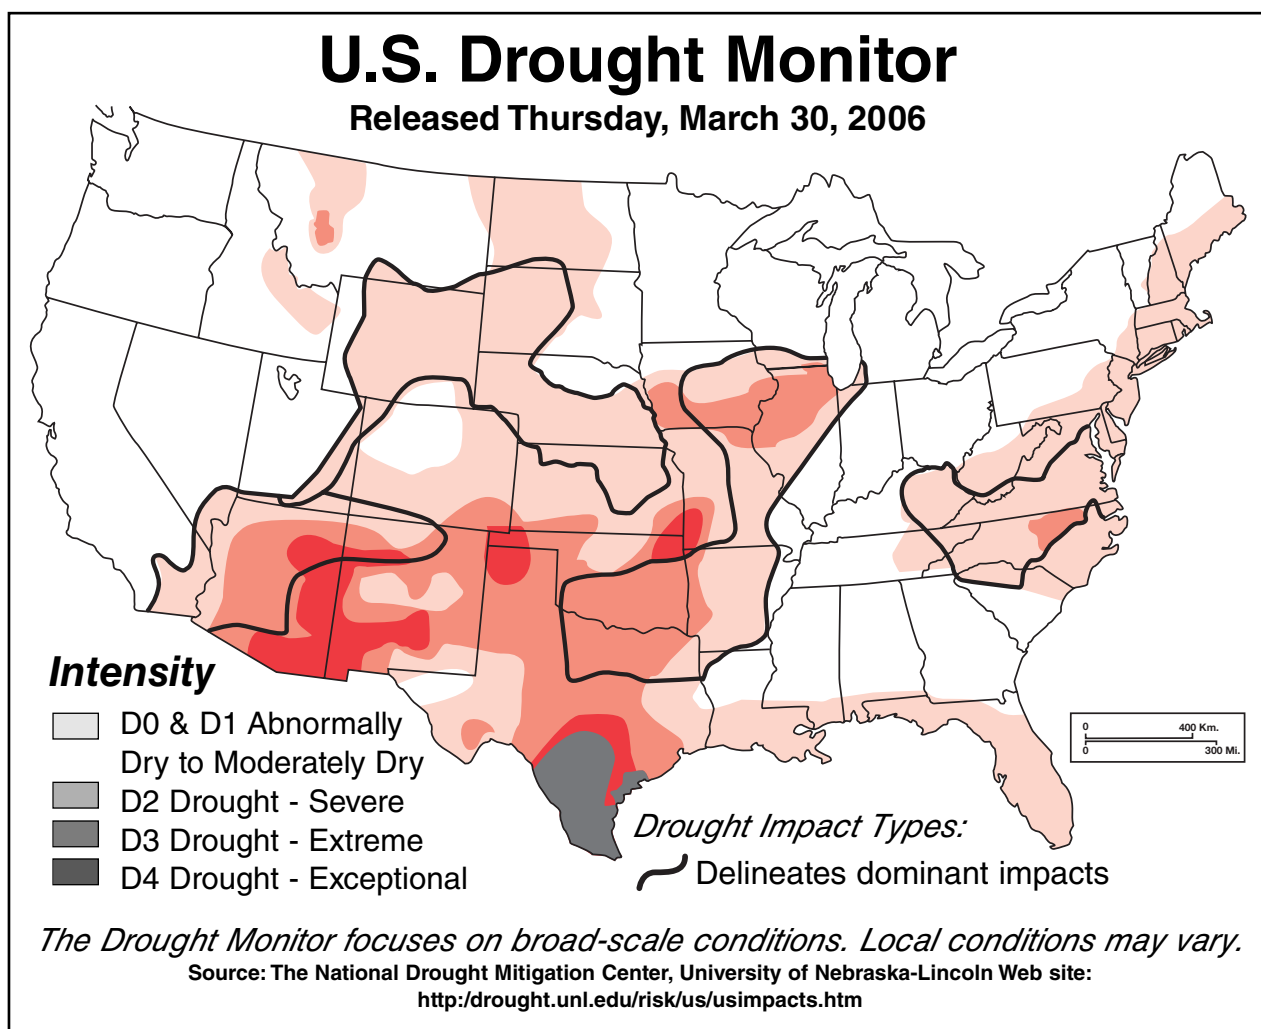 U.S. Drought Monitor
Released Thursday, March 30, 2006
Intensity
D0 & D1 Abnormally
Dry to Moderately Dry
D2 Drought - Severe
D3 Drought - Extreme
D4 Drought - Exceptional
0 400 Km.
0 300 Mi.
Drought Impact Types:
Delineates dominant impacts
The Drought Monitor focuses on broad-scale conditions. Local conditions may vary.
Source: The National Drought Mitigation Center, University of Nebraska-Lincoln Web site:
http:/drought.unl.edu/risk/us/usimpacts.htm